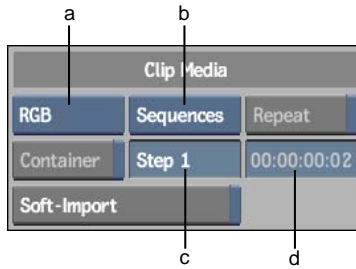 a b
Clip Media
RGB Sequences Repeat
Container Step 1 00:00:00:02
Soft-Import
c d